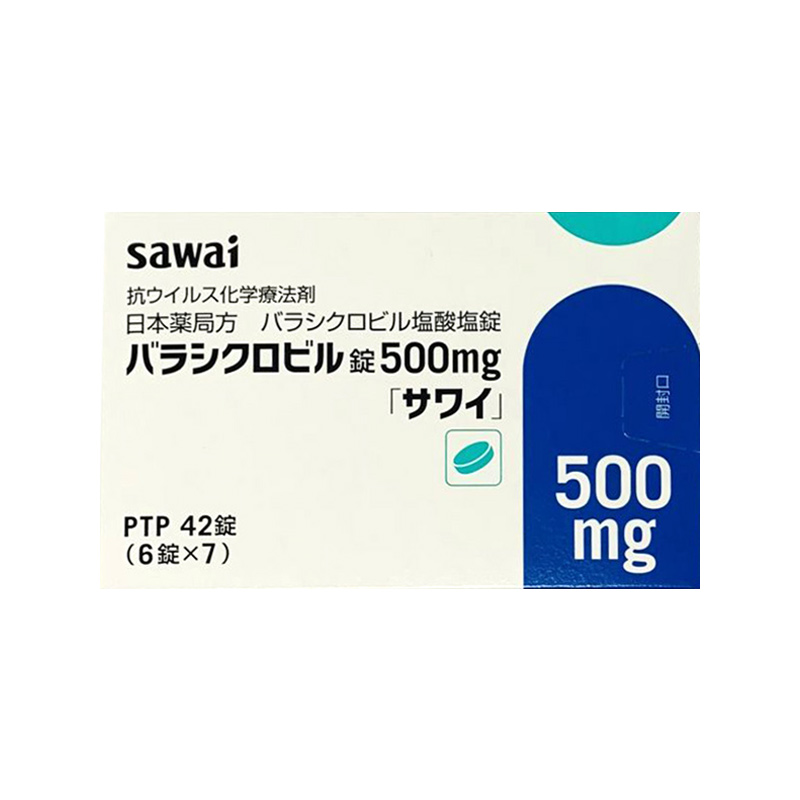 sawai
抗ウイルス化学療法剤
日本薬局方　バラシクロビル塩酸塩錠
バラシクロビル錠500mg
「サワイ」
PTP 42錠
(6錠×7)
開封口
500
mg